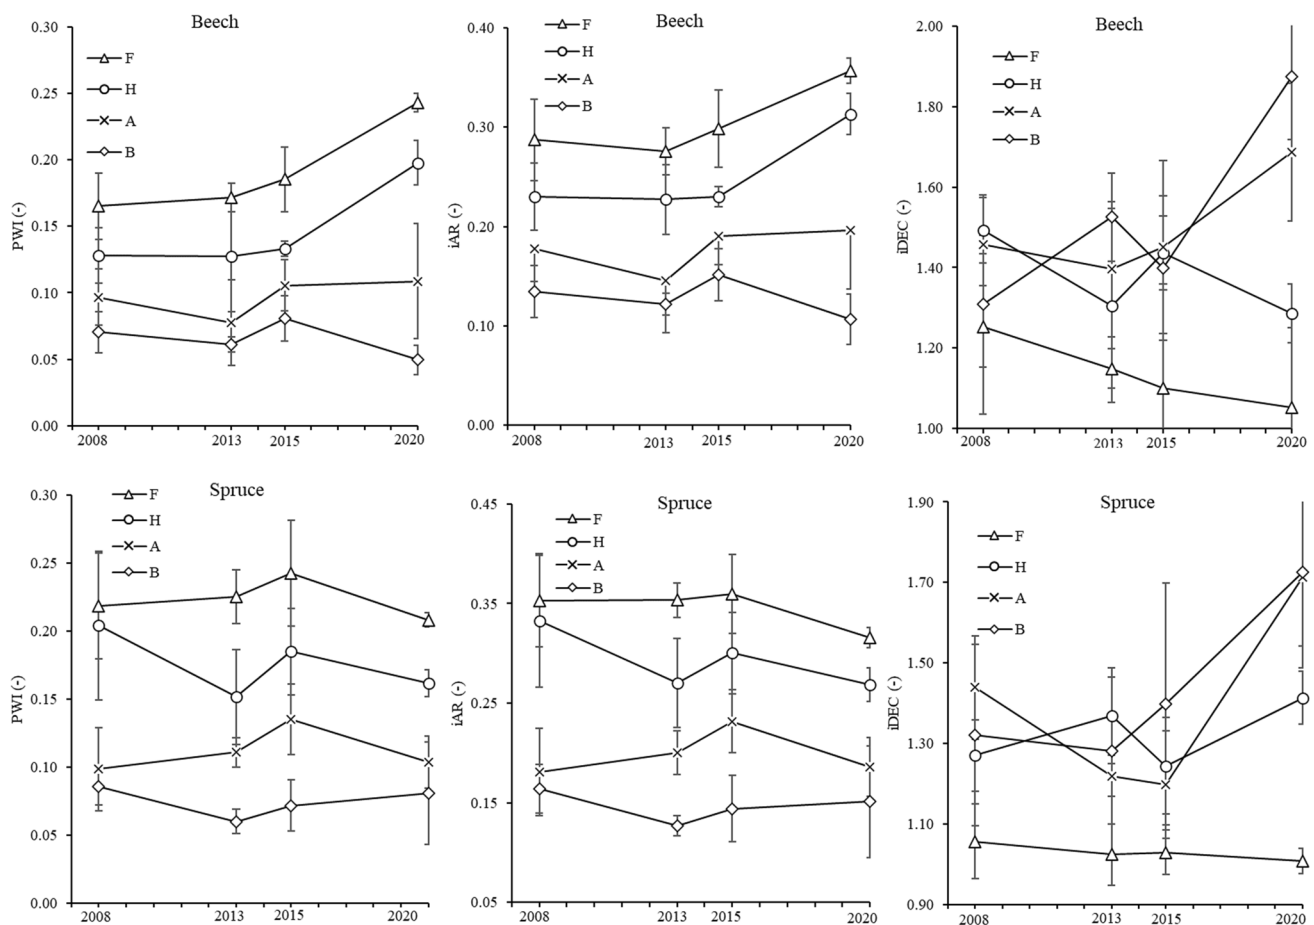 Beech
0.30
0.25
0.20
0.15
0.10
0.05
0.00
PWI (-)
F
H
A
B
2008
2013
2015
2020
Beech
0.40
0.30
0.20
0.10
0.00
iAR (-)
F
H
A
B
2008
2013
2015
2020
Beech
2.00
1.80
1.60
1.40
1.20
1.00
iDEC (-)
F
H
A
B
2008
2013
2015
2020
Spruce
0.30
0.25
0.20
0.15
0.10
0.05
0.00
PWI (-)
F
H
A
B
2008
2013
2015
2020
Spruce
0.45
0.35
0.25
0.15
0.05
iAR (-)
F
H
A
B
2008
2013
2015
2020
Spruce
1.90
1.70
1.50
1.30
1.10
0.90
iDEC (-)
F
H
A
B
2008
2013
2015
2020